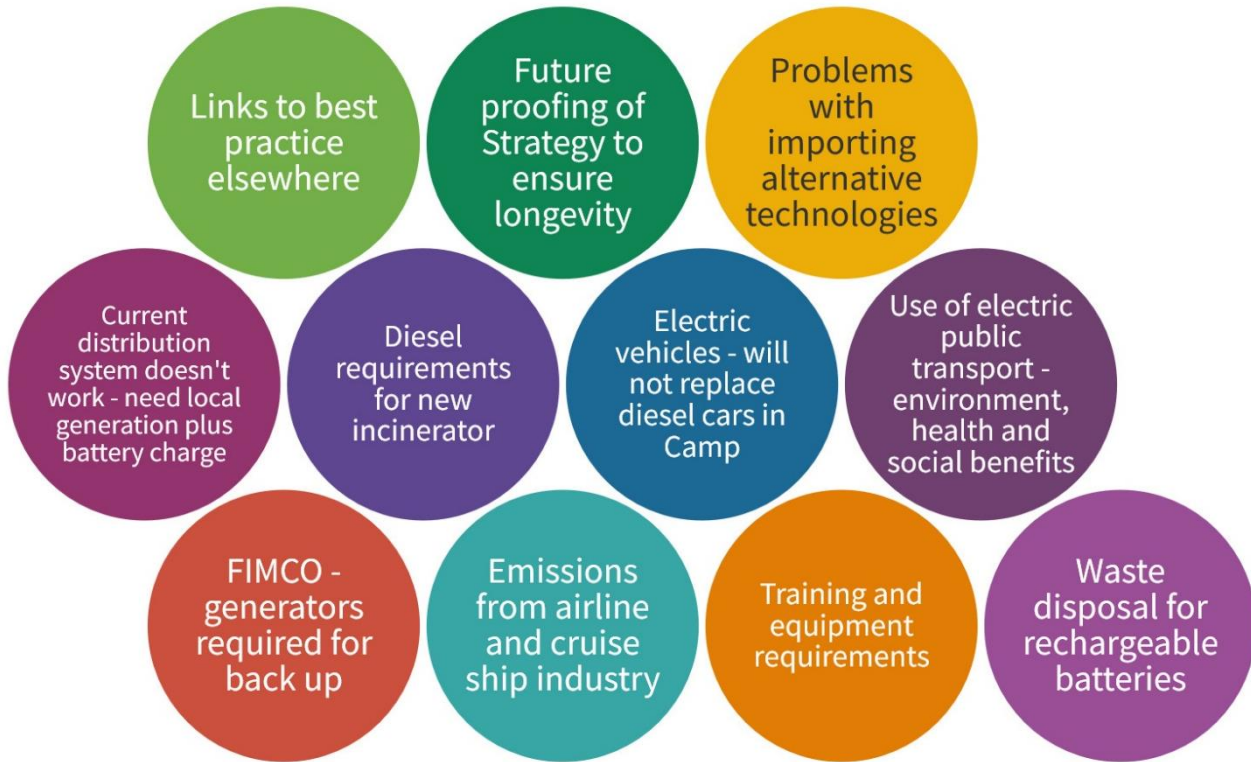 Links to best
practice
elsewhere
Future
proofing of
Strategy to
ensure
longevity
Problems
with
importing
alternative
technologies
Current
distribution
system doesn't
work - need local
generation plus
battery charge
Diesel
requirements
for new
incinerator
Electric
vehicles - will
not replace
diesel cars in
Camp
Use of electric
public
transport -
environment,
health and
social benefits
FIMCO -
generators
required for
back up
Emissions
from airline
and cruise
ship industry
Training and
equipment
requirements
Waste
disposal for
rechargeable
batteries